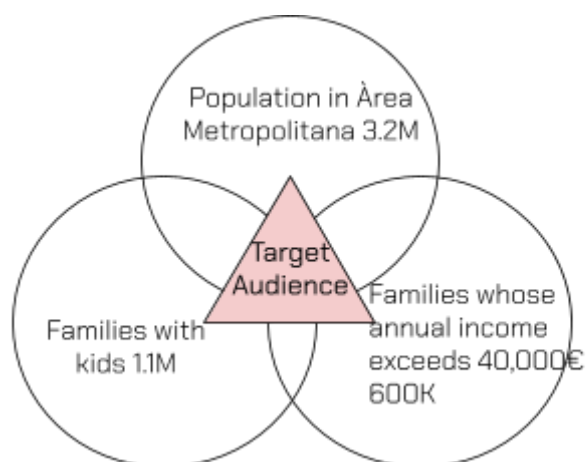 Population in Àrea
Metropolitana 3.2M
Target
Audience
Families with
kids 1.1M
Families whose
annual income
exceeds 40,000€
600K